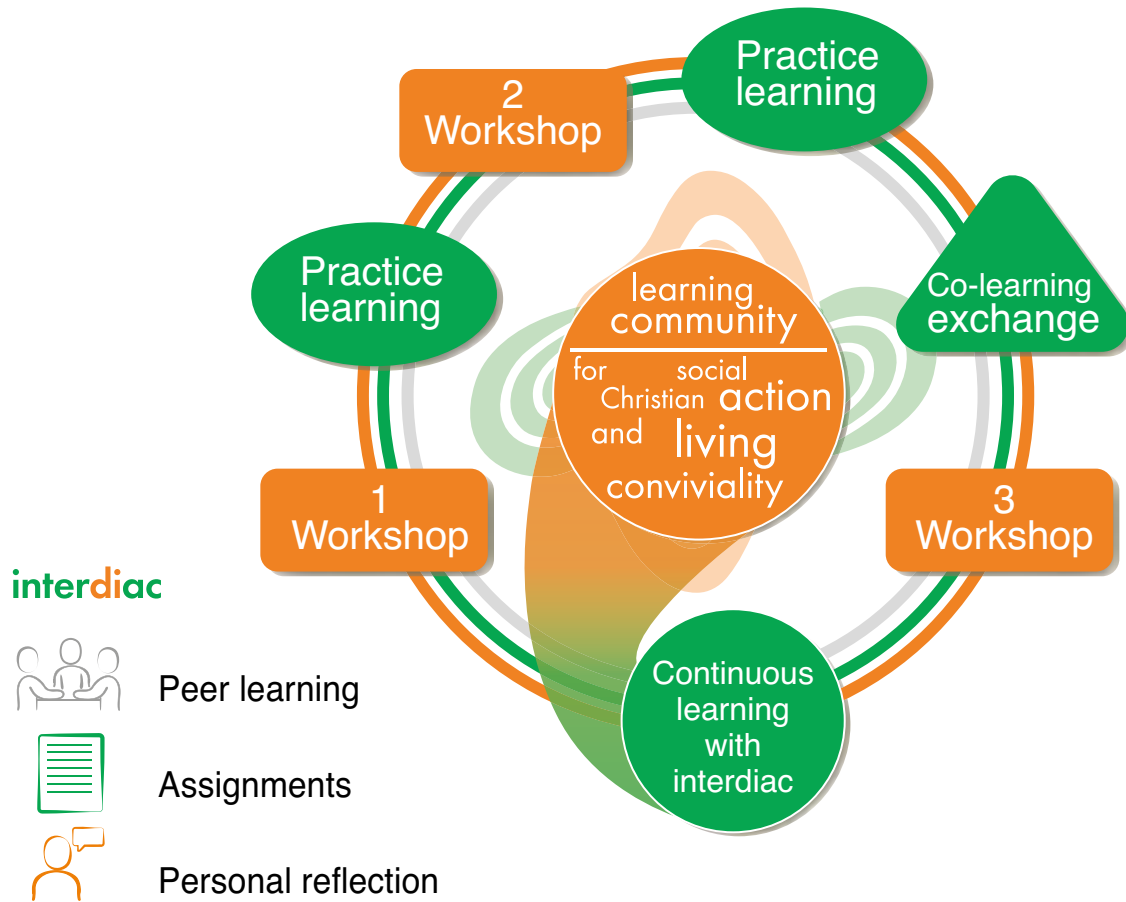 2
Workshop
Practice
learning
Practice
learning
Co-learning
exchange
learning
community
for social
Christian action
and living
conviviality
1
Workshop
3
Workshop
Continuous
learning
with
interdiac
interdiac
Peer learning
Assignments
Personal reflection